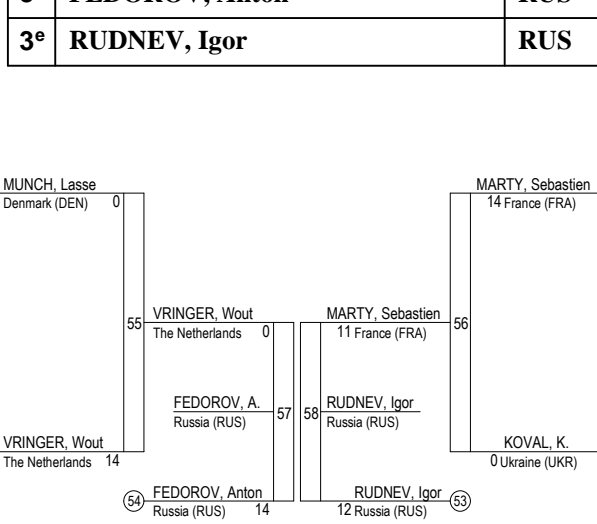 3e FEDOROV, Anton RUS
3e RUDNEV, Igor RUS
MUNCH, Lasse
Denmark (DEN) 0
MARTY, Sebastien
14 France (FRA)
55
VRINGER, Wout
The Netherlands 0
MARTY, Sebastien
11 France (FRA)
56
FEDOROV, A.
Russia (RUS)
57
58
RUDNEV, Igor
Russia (RUS)
VRINGER, Wout
The Netherlands 14
KOVAL, K.
0 Ukraine (UKR)
54
FEDOROV, Anton
Russia (RUS) 14
RUDNEV, Igor
12 Russia (RUS)
53